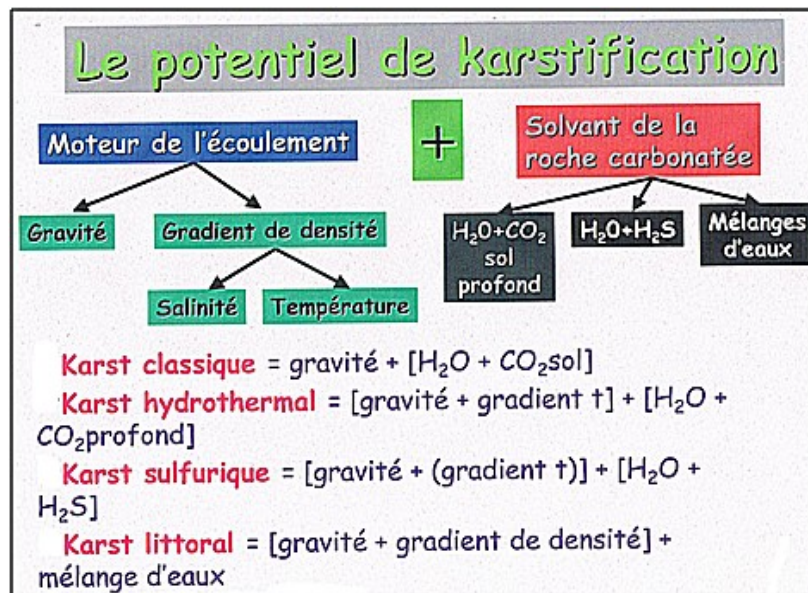 Le potentiel de karstification
Moteur de l'écoulement
+
Solvant de la
roche carbonatée
Gravité
Gradient de densité
H₂O+CO₂
sol
profond
H₂O+H₂S
Mélanges
d'eaux
Salinité
Température
Karst classique = gravité + [H₂O + CO₂sol]
Karst hydrothermal = [gravité + gradient t] + [H₂O +
CO₂profond]
Karst sulfurique = [gravité + (gradient t)] + [H₂O +
H₂S]
Karst littoral = [gravité + gradient de densité] +
mélange d'eaux